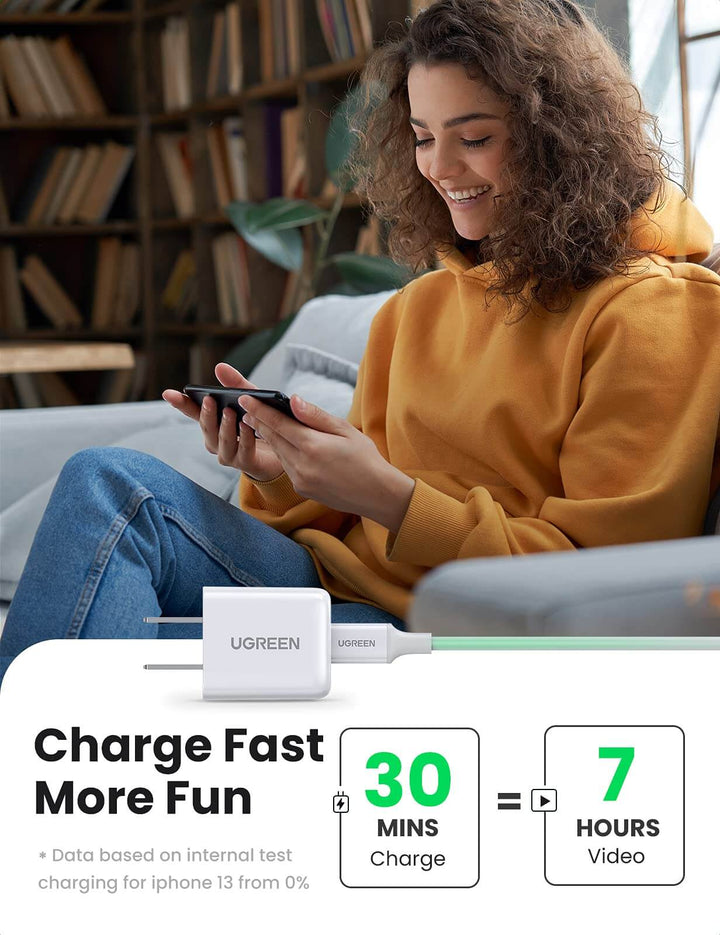 UGREEN
UGREEN
Charge Fast
More Fun
* Data based on internal test
charging for iphone 13 from 0%
30
MINS
Charge
=
7
HOURS
Video